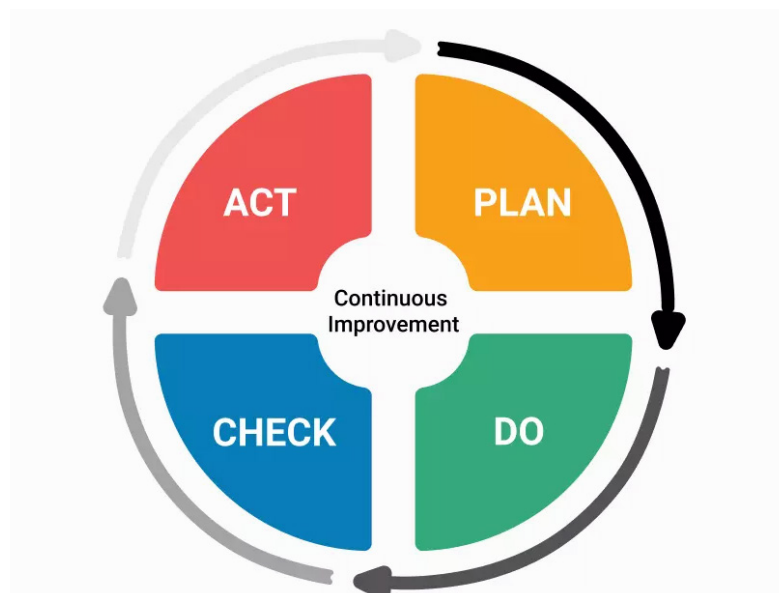 ACT
PLAN
Continuous
Improvement
CHECK
DO